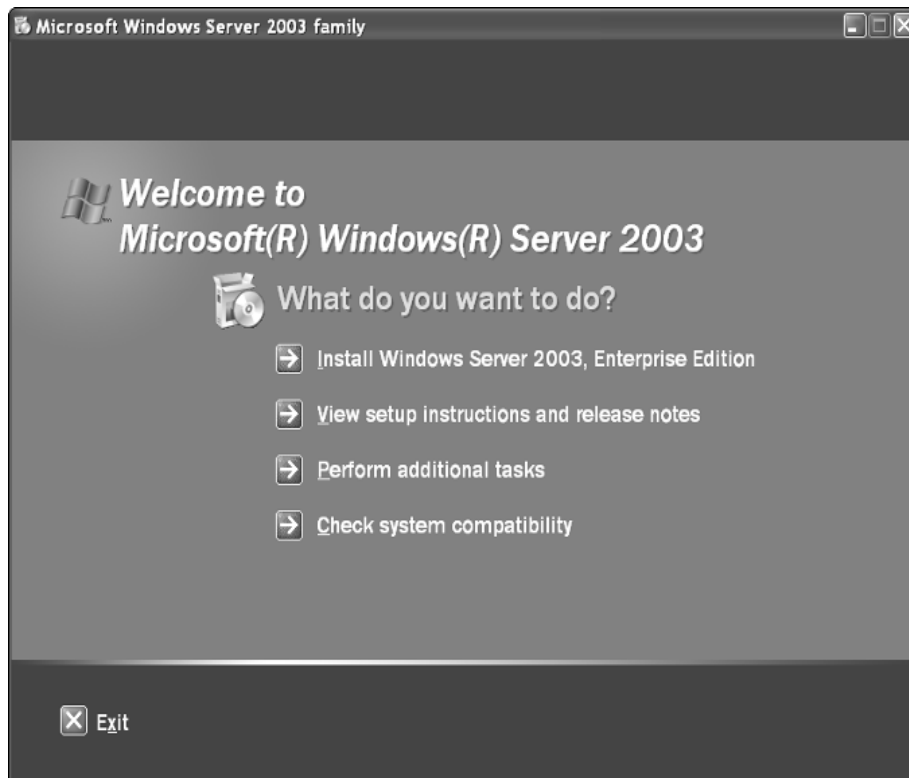 Microsoft Windows Server 2003 family
Welcome to
Microsoft(R) Windows(R) Server 2003
What do you want to do?
Install Windows Server 2003, Enterprise Edition
View setup instructions and release notes
Perform additional tasks
Check system compatibility
Exit